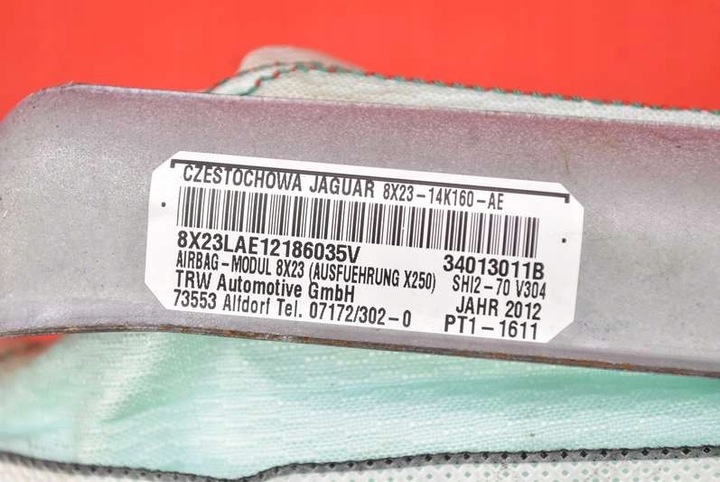 CZESTOCHOWA JAGUAR 8X23-14K160-AE
8X23LAE12186035V
34013011B
AIRBAG-MODUL 8X23 (AUSFUEHRUNG X250)
SHI2-70 V304
TRW Automotive GmbH
JAHR 2012
73553 Alfdorf Tel. 07172/302-0
PT1-1611